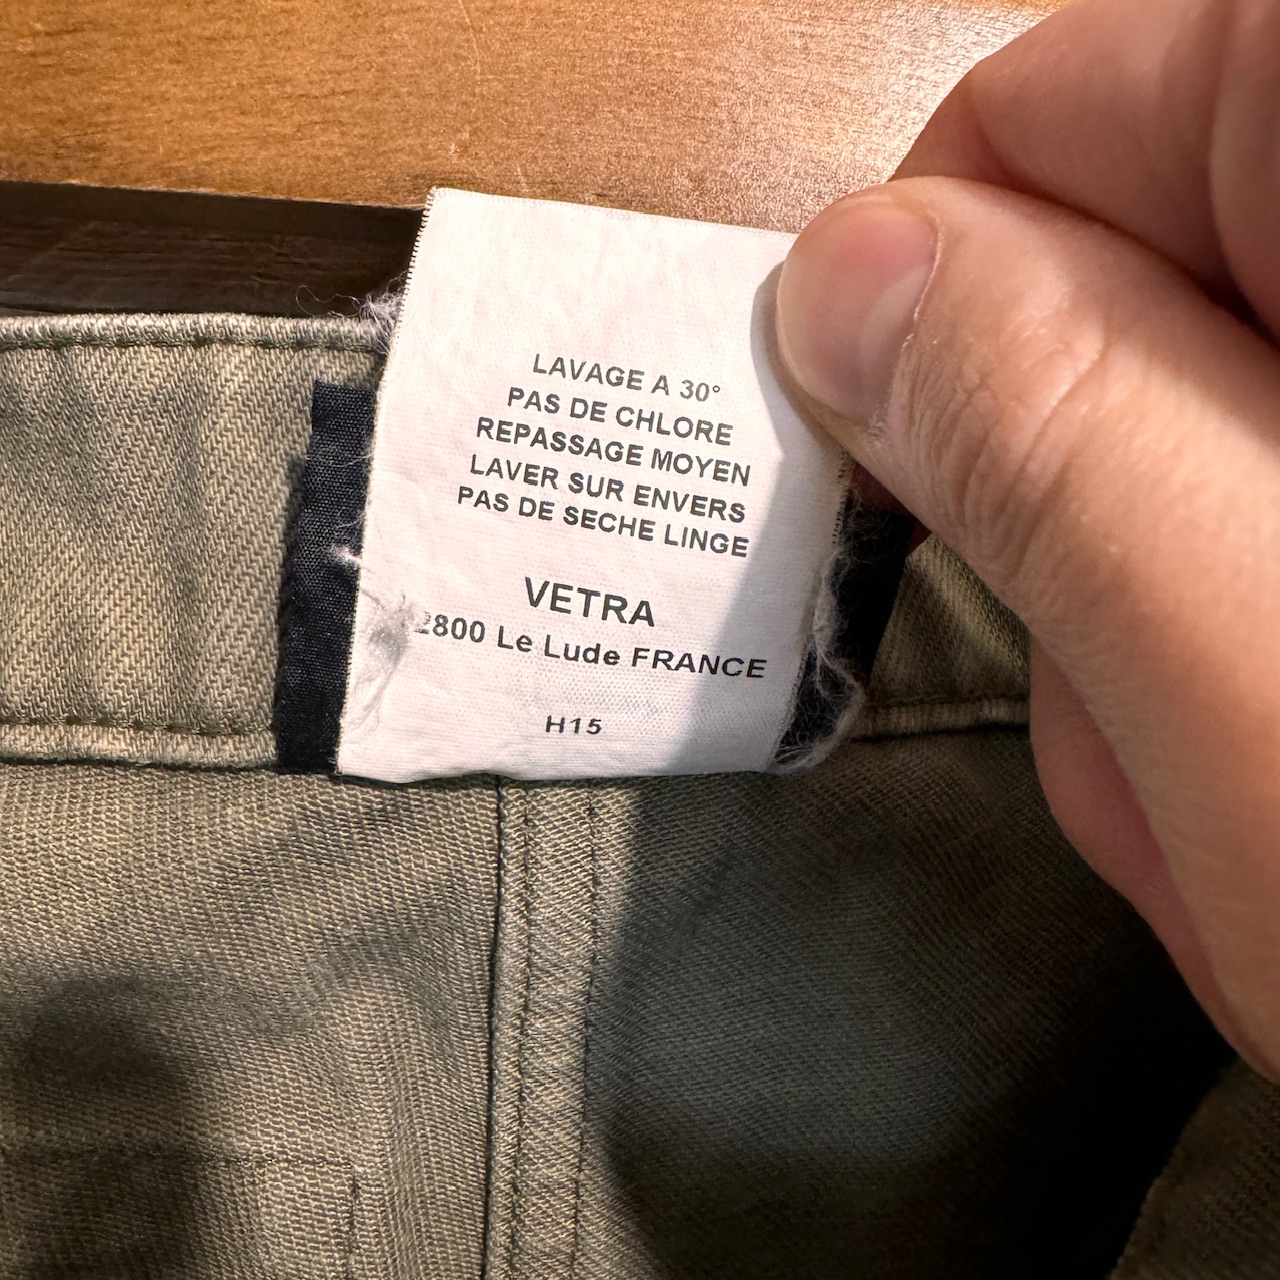 LAVAGE A 30°
PAS DE CHLORE
REPASSAGE MOYEN
LAVER SUR ENVERS
PAS DE SECHE LINGE
VETRA
2800 Le Lude FRANCE
H15